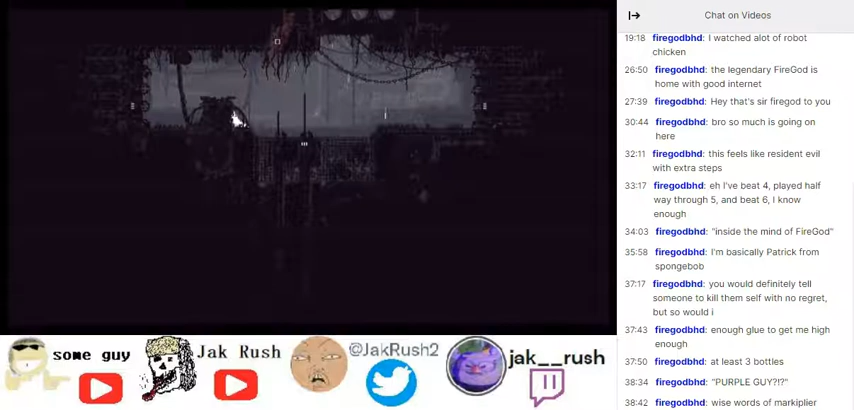 Chat on Videos
19:18 firegodbhd: I watched alot of robot
chicken
26:50 firegodbhd: the legendary FireGod is
home with good internet
27:39 firegodbhd: Hey that's sir firegod to you
30:44 firegodbhd: bro so much is going on
here
32:11 firegodbhd: this feels like resident evil
with extra steps
33:17 firegodbhd: eh I've beat 4, played half
way through 5, and beat 6, I know
enough
34:03 firegodbhd: "inside the mind of FireGod"
35:58 firegodbhd: I'm basically Patrick from
spongebob
37:17 firegodbhd: you would definitely tell
someone to kill them self with no regret,
but so would i
37:43 firegodbhd: enough glue to get me high
enough
37:50 firegodbhd: at least 3 bottles
38:34 firegodbhd: "PURPLE GUY?!?"
38:42 firegodbhd: wise words of markiplier
some guy
Jak Rush
@JakRush2
jak__rush